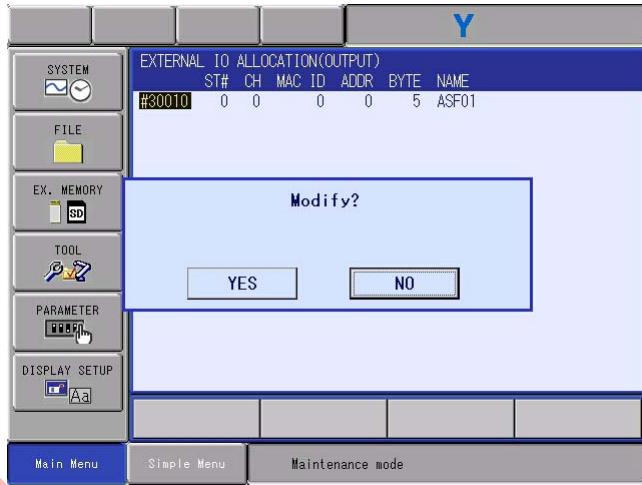 Y
SYSTEM
FILE
EX. MEMORY
SD
TOOL
PARAMETER
DISPLAY SETUP
Aa
EXTERNAL IO ALLOCATION(OUTPUT)
ST# CH MAC ID ADDR BYTE NAME
#30010 0 0 0 0 5 ASF01
Modify?
YES NO
Main Menu Simple Menu Maintenance mode